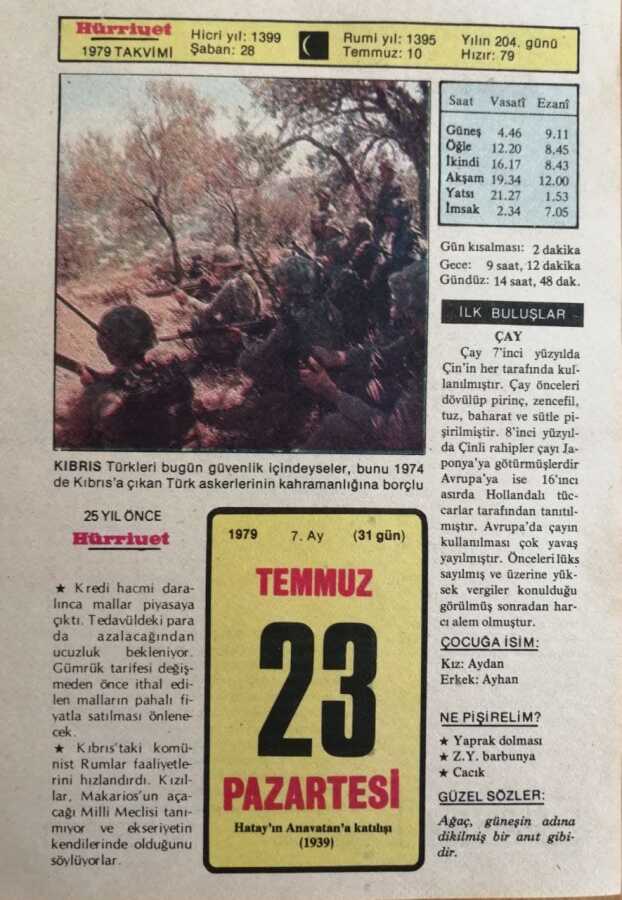 Hürriyet
1979 TAKVİMİ
Hicri yıl: 1399
Şaban: 28
Rumi yıl: 1395
Temmuz: 10
Yılın 204. günü
Hızır: 79
Saat Vasatî Ezanî
Güneş 4.46 9.11
Öğle 12.20 8.45
İkindi 16.17 8.43
Akşam 19.34 12.00
Yatsı 21.27 1.53
İmsak 2.34 7.05
Gün kısalması: 2 dakika
Gece: 9 saat, 12 dakika
Gündüz: 14 saat, 48 dak.
İLK BULUŞLAR
ÇAY
Çay 7'inci yüzyılda
Çin'in her tarafında kul-
lanılmıştır. Çay önceleri
dövülüp pirinç, zencefil,
tuz, baharat ve sütle pi-
şirilmiştir. 8'inci yüzyıl-
da Çinli rahipler çayı Ja-
ponya'ya götürmüşlerdir
Avrupa'ya ise 16'ıncı
asırda Hollandalı tüc-
carlar tarafından tanıtıl-
mıştır. Avrupa'da çayın
kullanılması çok yavaş
yayılmıştır. Önceleri lüks
sayılmış ve üzerine yük-
sek vergiler konulduğu
görülmüş sonradan har-
cı alem olmuştur.
ÇOCUĞA İSİM:
Kız: Aydan
Erkek: Ayhan
NE PİŞİRELİM?
★ Yaprak dolması
★ Z.Y. barbunya
★ Cacık
GÜZEL SÖZLER:
Ağaç, güneşin adına
dikilmiş bir anıt gibi-
dir.
KIBRIS Türkleri bugün güvenlik içindeyseler, bunu 1974
de Kıbrıs'a çıkan Türk askerlerinin kahramanlığına borçlu
25 YIL ÖNCE
Hürriyet
★ Kredi hacmi dara-
lınca mallar piyasaya
çıktı. Tedavüldeki para
da azalacağından
ucuzluk bekleniyor.
Gümrük tarifesi değiş-
meden önce ithal edi-
len malların pahalı fi-
yatla satılması önlene-
cek.
★ Kıbrıs'taki komü-
nist Rumlar faaliyetle-
rini hızlandırdı. Kızıl-
lar, Makarios'un aça-
cağı Milli Meclisi tanı-
mıyor ve ekseriyetin
kendilerinde olduğunu
söylüyorlar.
1979 7. Ay (31 gün)
TEMMUZ
23
PAZARTESİ
Hatay'ın Anavatan'a katılışı
(1939)